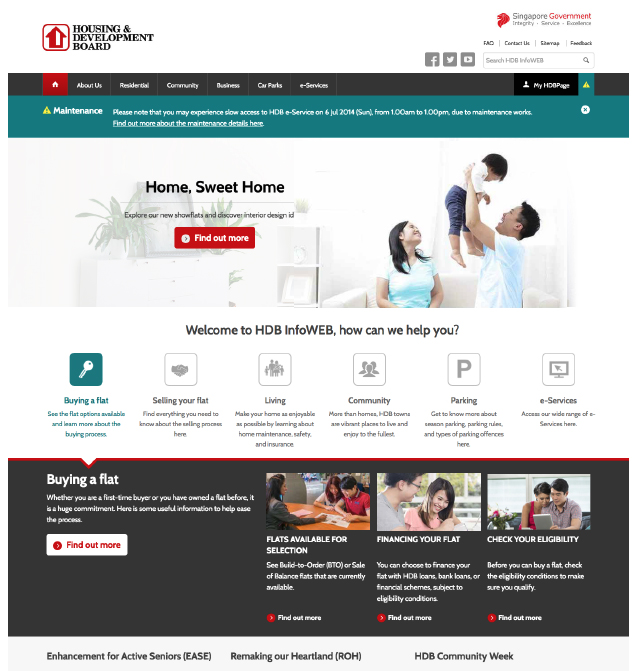 HOUSING &
DEVELOPMENT
BOARD
Singapore Government
Integrity · Service · Excellence
FAQ | Contact Us | Sitemap | Feedback
Search HDB InfoWEB
About Us Residential Community Business Car Parks e-Services My HDBPage
Maintenance Please note that you may experience slow access to HDB e-Service on 6 Jul 2014 (Sun), from 1.00am to 1.00pm, due to maintenance works.
Find out more about the maintenance details here.
Home, Sweet Home
Explore our new showflats and discover interior design id
Find out more
Welcome to HDB InfoWEB, how can we help you?
P
Buying a flat
See the flat options available
and learn more about the
buying process.
Selling your flat
Find everything you need to
know about the selling process
here.
Living
Make your home as enjoyable
as possible by learning about
home maintenance, safety,
and insurance.
Community
More than homes, HDB towns
are vibrant places to live and
enjoy to the fullest.
Parking
Get to know more about
season parking, parking rules,
and types of parking offences
here.
e-Services
Access our wide range of e-
Services here.
Buying a flat
Whether you are a first-time buyer or you have owned a flat before, it
is a huge commitment. Here is some useful information to help ease
the process.
Find out more
FLATS AVAILABLE FOR
SELECTION
See Build-to-Order (BTO) or Sale
of Balance flats that are currently
available.
Find out more
FINANCING YOUR FLAT
You can choose to finance your
flat with HDB loans, bank loans, or
financial schemes, subject to
eligibility conditions.
Find out more
CHECK YOUR ELIGIBILITY
Before you can buy a flat, check
the eligibility conditions to make
sure you qualify.
Find out more
Enhancement for Active Seniors (EASE) Remaking our Heartland (ROH) HDB Community Week